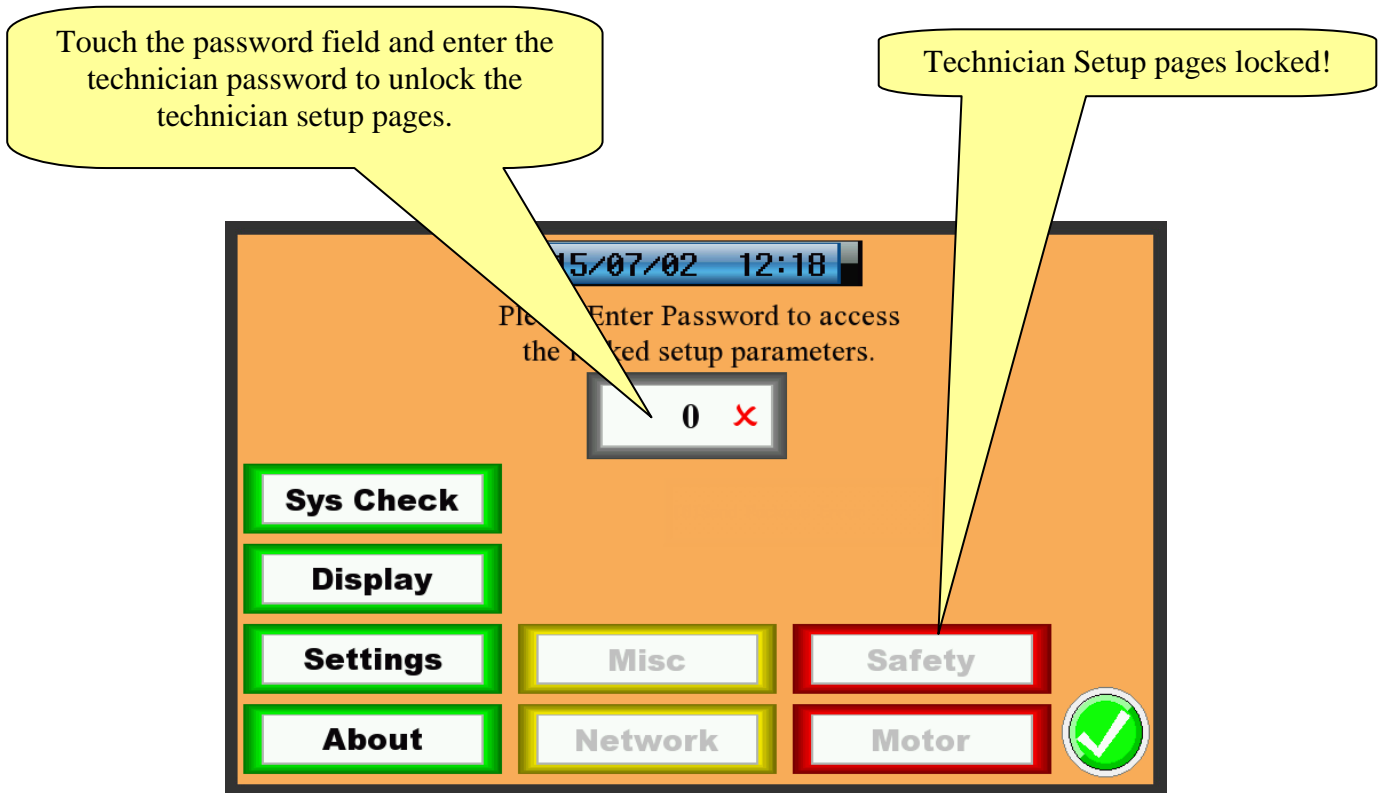 Touch the password field and enter the
technician password to unlock the
technician setup pages.
Technician Setup pages locked!
15/07/02 12:18
Enter Password to access
the setup parameters.
0
Sys Check
Display
Settings
Misc
Safety
About
Network
Motor